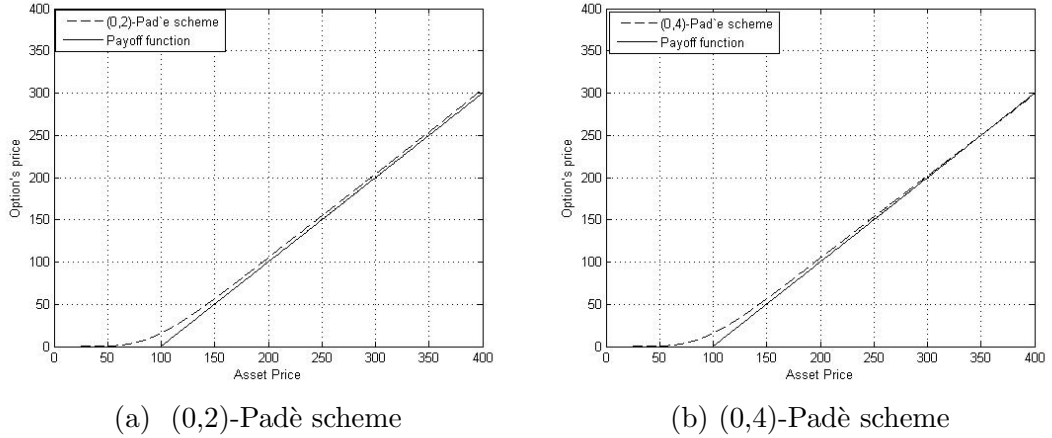 400
(0,2)-Pad`e scheme
Payoff function
350
300
250
200
150
100
50
0
Option's price
0 50 100 150 200 250 300 350 400
Asset Price
(a) (0,2)-Padè scheme
400
(0,4)-Pad`e scheme
Payoff function
350
300
250
200
150
100
50
0
Option's price
0 50 100 150 200 250 300 350 400
Asset Price
(b) (0,4)-Padè scheme